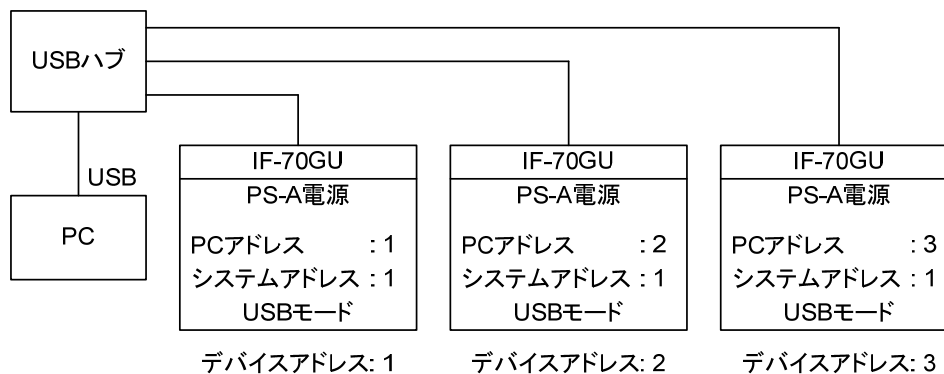 USBハブ
USB
PC
IF-70GU
PS-A電源
PCアドレス : 1
システムアドレス : 1
USBモード
デバイスアドレス: 1
IF-70GU
PS-A電源
PCアドレス : 2
システムアドレス : 1
USBモード
デバイスアドレス: 2
IF-70GU
PS-A電源
PCアドレス : 3
システムアドレス : 1
USBモード
デバイスアドレス: 3